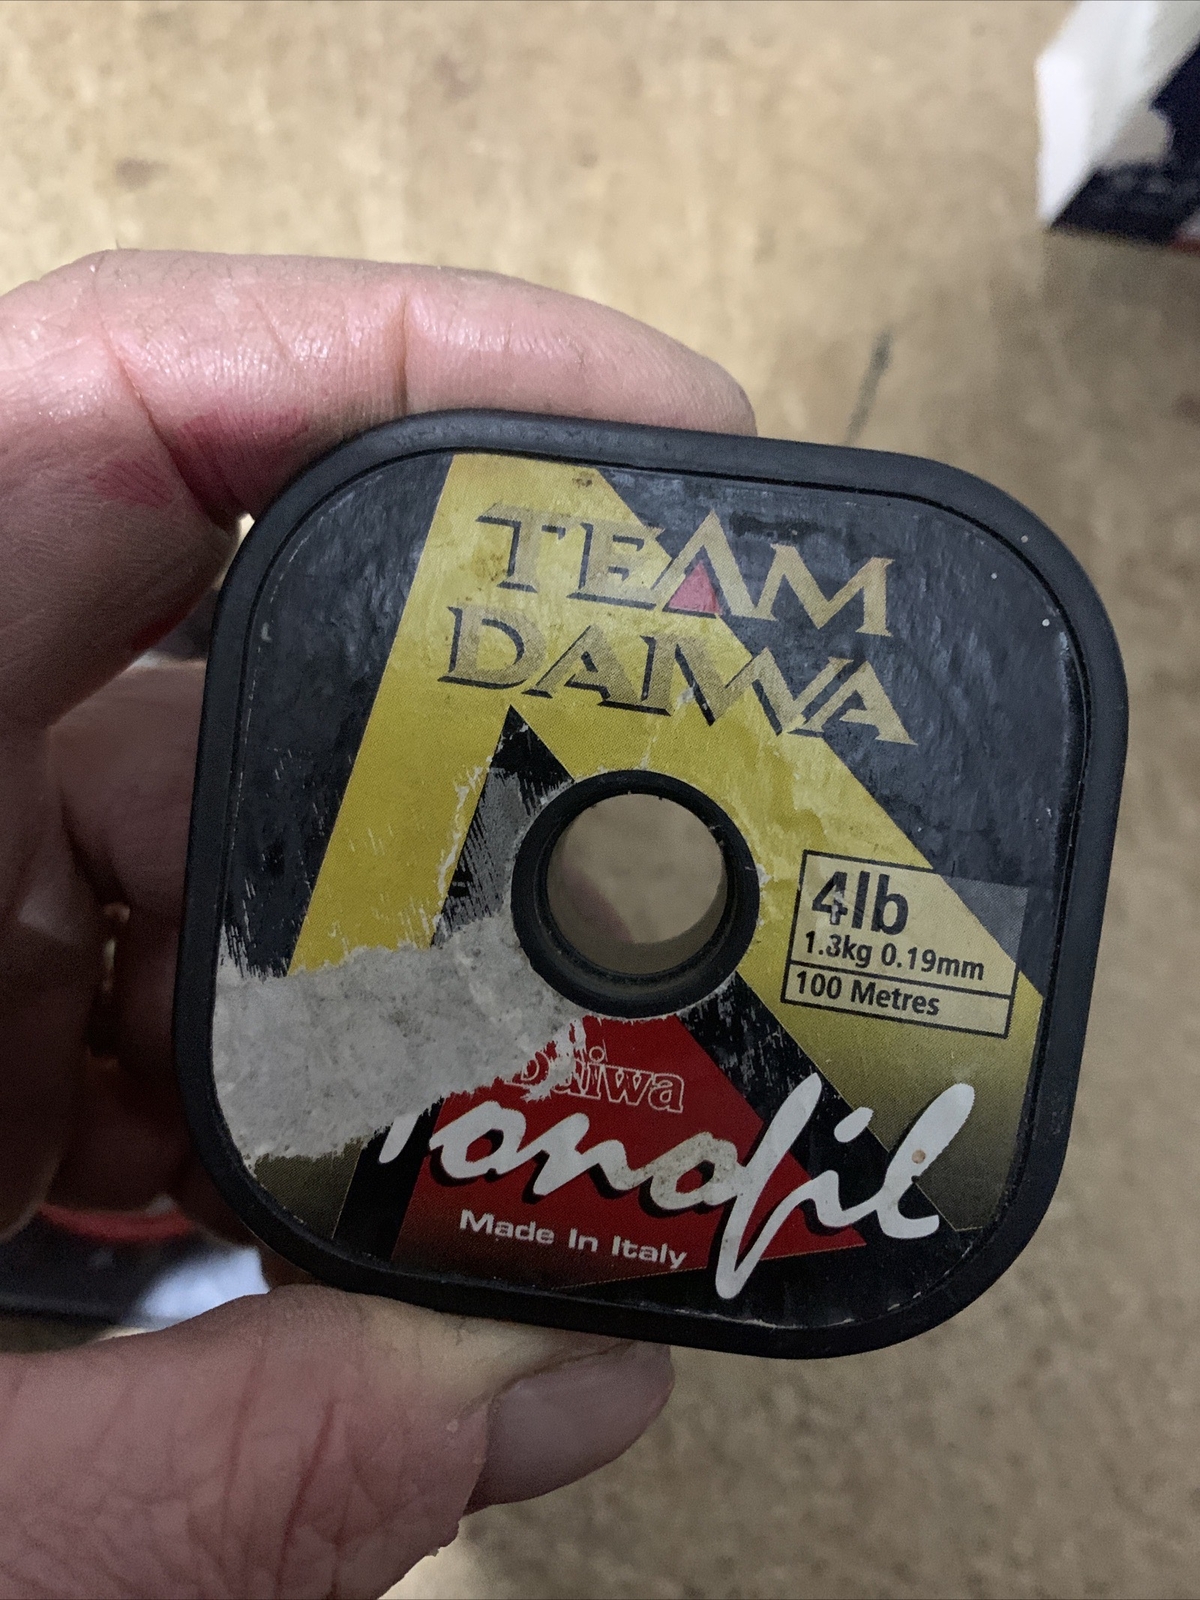 TEAM
DAIWA
4lb
1.3kg 0.19mm
100 Metres
Daiwa
onofil
Made In Italy